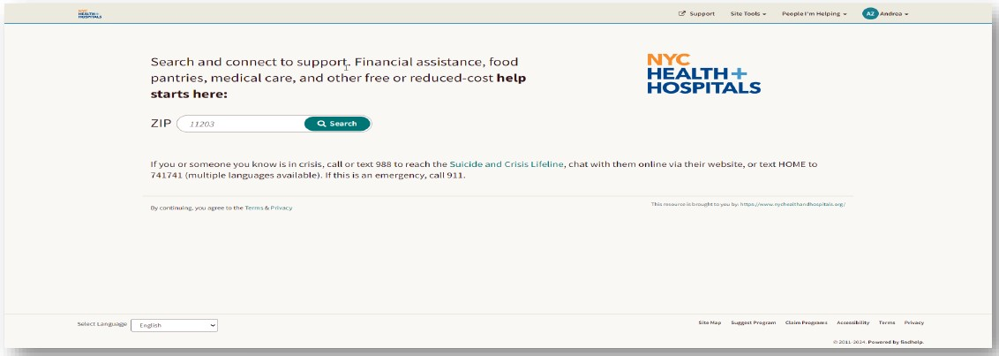 NYC
HEALTH+
HOSPITALS
Support Site Tools People I'm Helping AZ Andrea
Search and connect to support. Financial assistance, food
pantries, medical care, and other free or reduced-cost help
starts here:
NYC
HEALTH+
HOSPITALS
ZIP 11203 Search
If you or someone you know is in crisis, call or text 988 to reach the Suicide and Crisis Lifeline, chat with them online via their website, or text HOME to
741741 (multiple languages available). If this is an emergency, call 911.
By continuing, you agree to the Terms & Privacy
This resource is brought to you by: https://www.nychealthandhospitals.org/
Select Language English
Site Map Suggest Program Claim Programs Accessibility Terms Privacy
© 2011-2024. Powered by findhelp.